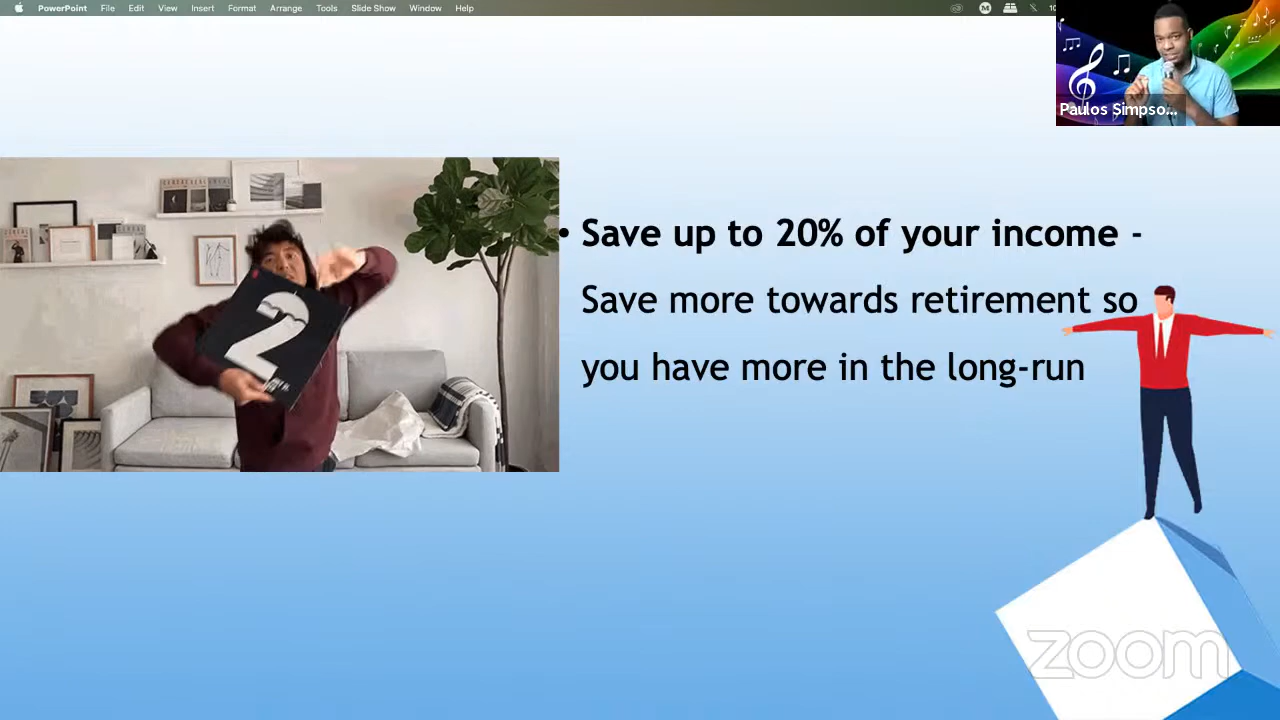 PowerPoint File Edit View Insert Format Arrange Tools Slide Show Window Help
Paulos Simpso...
• Save up to 20% of your income -
Save more towards retirement so
you have more in the long-run
2
zoom